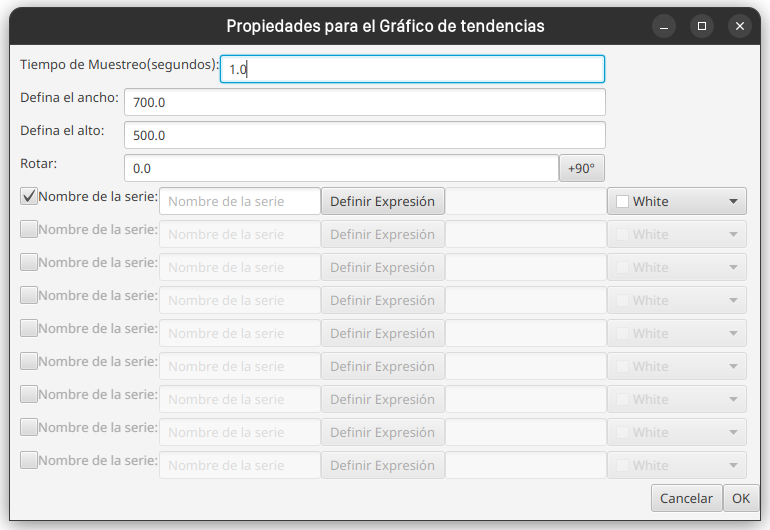 Propiedades para el Gráfico de tendencias
Tiempo de Muestreo(segundos): 1.0
Defina el ancho: 700.0
Defina el alto: 500.0
Rotar: 0.0 +90°
Nombre de la serie: Nombre de la serie Definir Expresión White
Nombre de la serie: Nombre de la serie Definir Expresión White
Nombre de la serie: Nombre de la serie Definir Expresión White
Nombre de la serie: Nombre de la serie Definir Expresión White
Nombre de la serie: Nombre de la serie Definir Expresión White
Nombre de la serie: Nombre de la serie Definir Expresión White
Nombre de la serie: Nombre de la serie Definir Expresión White
Nombre de la serie: Nombre de la serie Definir Expresión White
Nombre de la serie: Nombre de la serie Definir Expresión White
Cancelar OK